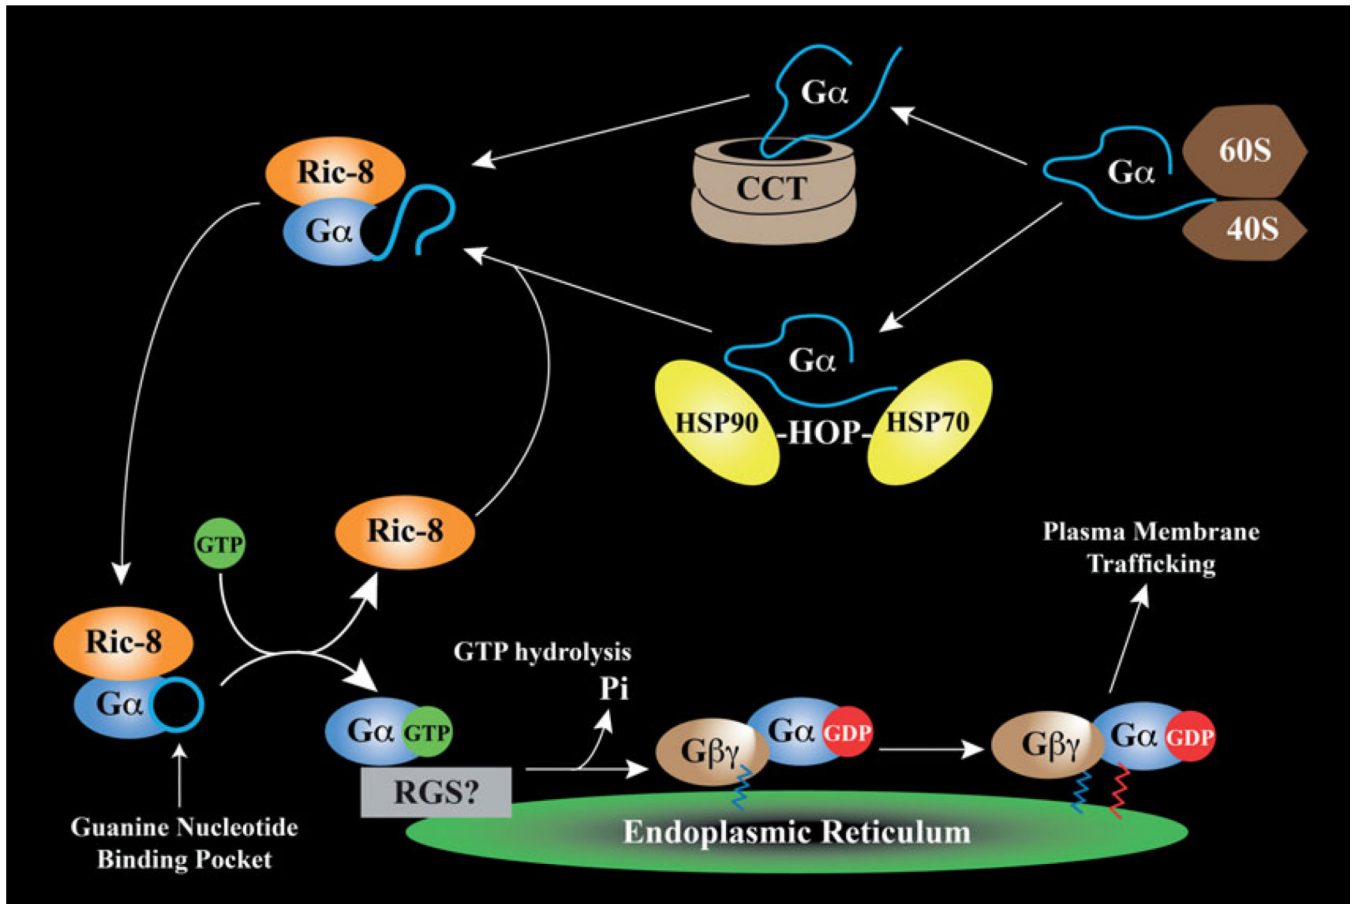 Gα
60S
Ric-8
CCT
Gα
40S
Gα
Gα
HSP90
-HOP-
HSP70
GTP
Ric-8
Plasma Membrane
Trafficking
Ric-8
Gα
GTP hydrolysis
Pi
Gα
GTP
Gβγ
Gα
GDP
Gβγ
Gα
GDP
RGS?
Guanine Nucleotide
Binding Pocket
Endoplasmic Reticulum